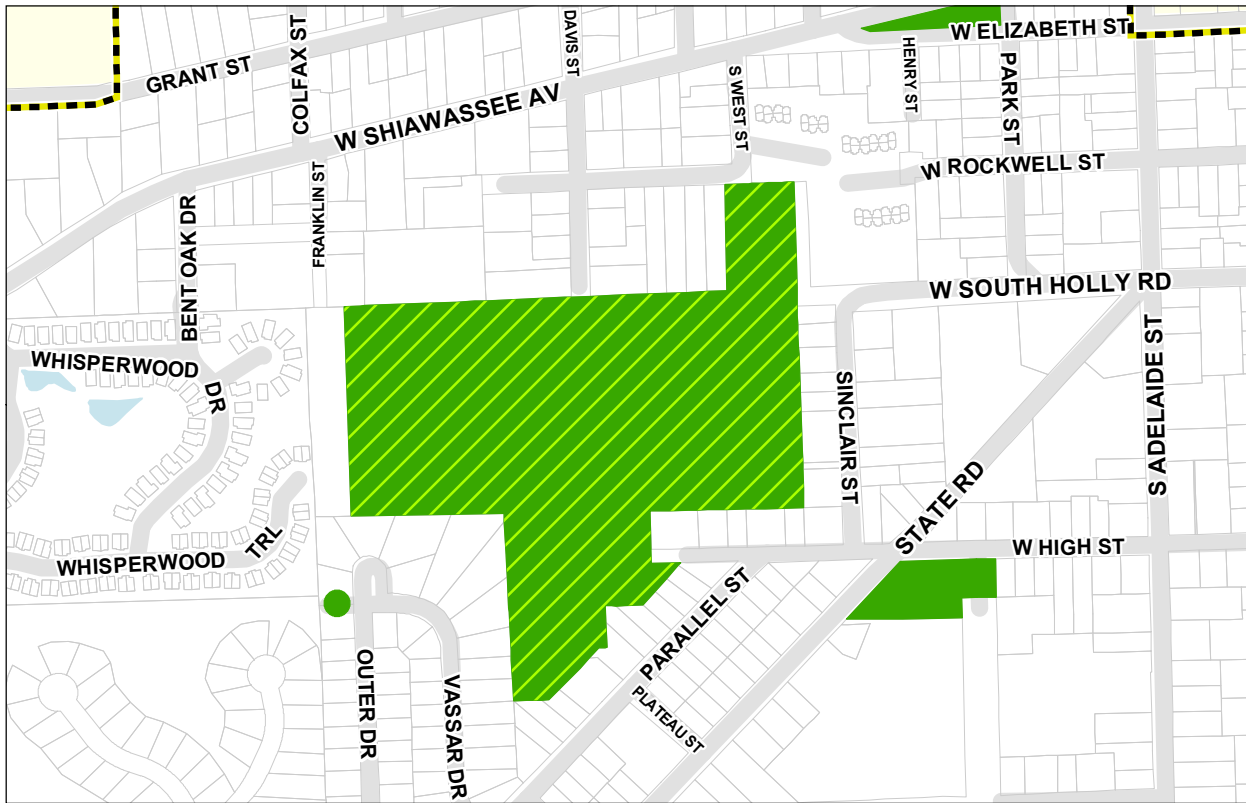 W ELIZABETH ST
DAVIS ST
COLFAX ST
GRANT ST
HENRY ST
PARK ST
S WEST ST
W SHIAWASSEE AV
W ROCKWELL ST
FRANKLIN ST
BENT OAK DR
W SOUTH HOLLY RD
WHISPERWOOD
DR
SINCLAIR ST
S ADELAIDE ST
STATE RD
TRL
WHISPERWOOD
W HIGH ST
PARALLEL ST
OUTER DR
VASSAR DR
PLATEAU ST